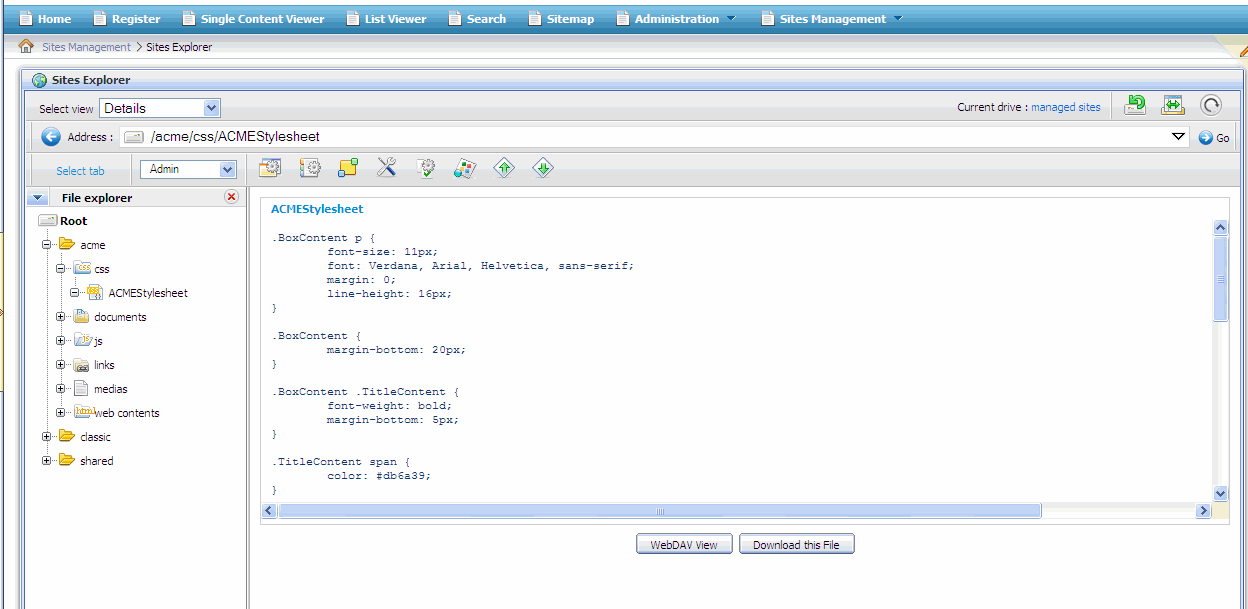 Home Register Single Content Viewer List Viewer Search Sitemap Administration Sites Management
Sites Management > Sites Explorer
Sites Explorer
Select view Details Current drive : managed sites
Address : /acme/css/ACMEStylesheet Go
Select tab Admin
File explorer
Root
acme
css
ACMEStylesheet
documents
js
links
medias
web contents
classic
shared
ACMEStylesheet
.BoxContent p {
font-size: 11px;
font: Verdana, Arial, Helvetica, sans-serif;
margin: 0;
line-height: 16px;
}
.BoxContent {
margin-bottom: 20px;
}
.BoxContent .TitleContent {
font-weight: bold;
margin-bottom: 5px;
}
.TitleContent span {
color: #db6a39;
}
WebDAV View Download this File